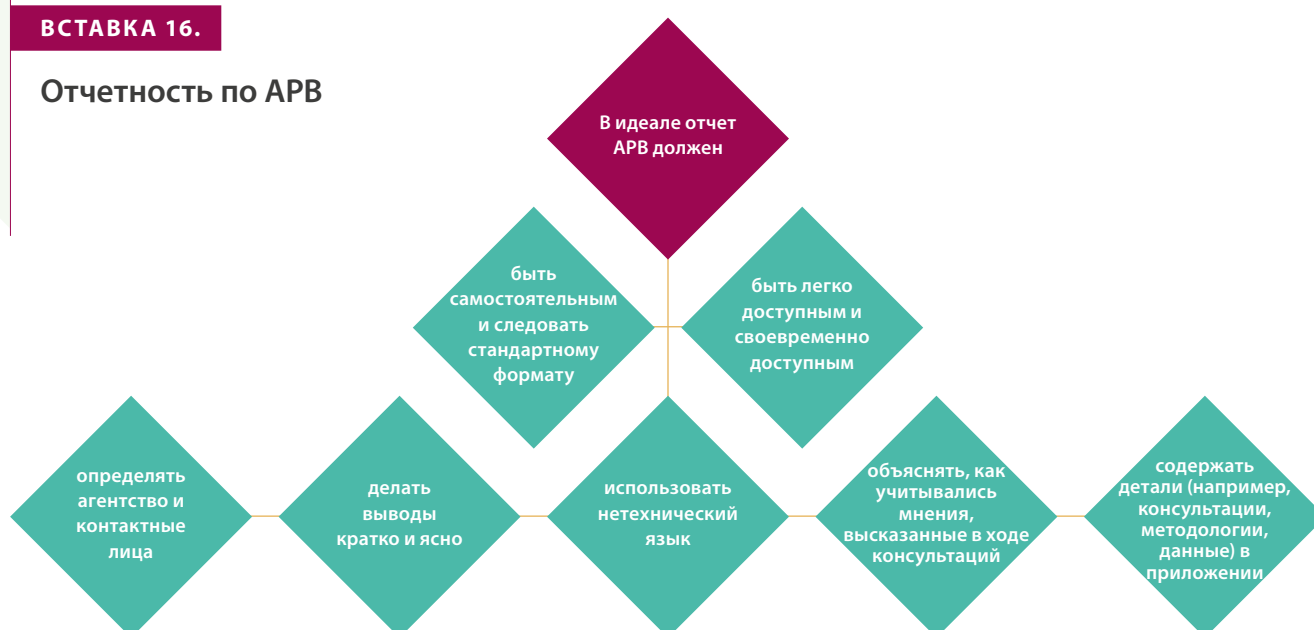 ВСТАВКА 16.
Отчетность по АРВ
В идеале отчет
АРВ должен
быть
самостоятельным
и следовать
стандартному
формату
быть легко
доступным и
своевременно
доступным
определять
агентство и
контактные
лица
делать
выводы
кратко и ясно
использовать
нетехнический
язык
объяснять, как
учитывались
мнения,
высказанные в ходе
консультаций
содержать
детали (например,
консультации,
методологии,
данные) в
приложении